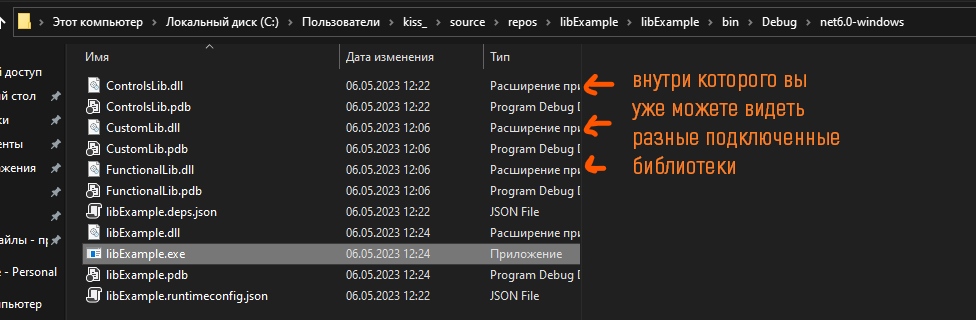 Этот компьютер > Локальный диск (C:) > Пользователи > kiss_ > source > repos > libExample > libExample > bin > Debug > net6.0-windows
Имя Дата изменения Тип
й доступ
ControlsLib.dll 06.05.2023 12:22 Расширение при
ий стол
ControlsLib.pdb 06.05.2023 12:22 Program Debug D
ки
CustomLib.dll 06.05.2023 12:06 Расширение при
енты
CustomLib.pdb 06.05.2023 12:06 Program Debug D
ажения
FunctionalLib.dll 06.05.2023 12:06 Расширение при
FunctionalLib.pdb 06.05.2023 12:06 Program Debug D
libExample.deps.json 06.05.2023 12:22 JSON File
айлы - пр
libExample.dll 06.05.2023 12:24 Расширение при
libExample.exe 06.05.2023 12:24 Приложение
e - Personal
libExample.pdb 06.05.2023 12:24 Program Debug D
мпьютер
libExample.runtimeconfig.json 06.05.2023 12:22 JSON File
внутри которого вы
уже можете видеть
разные подключенные
библиотеки